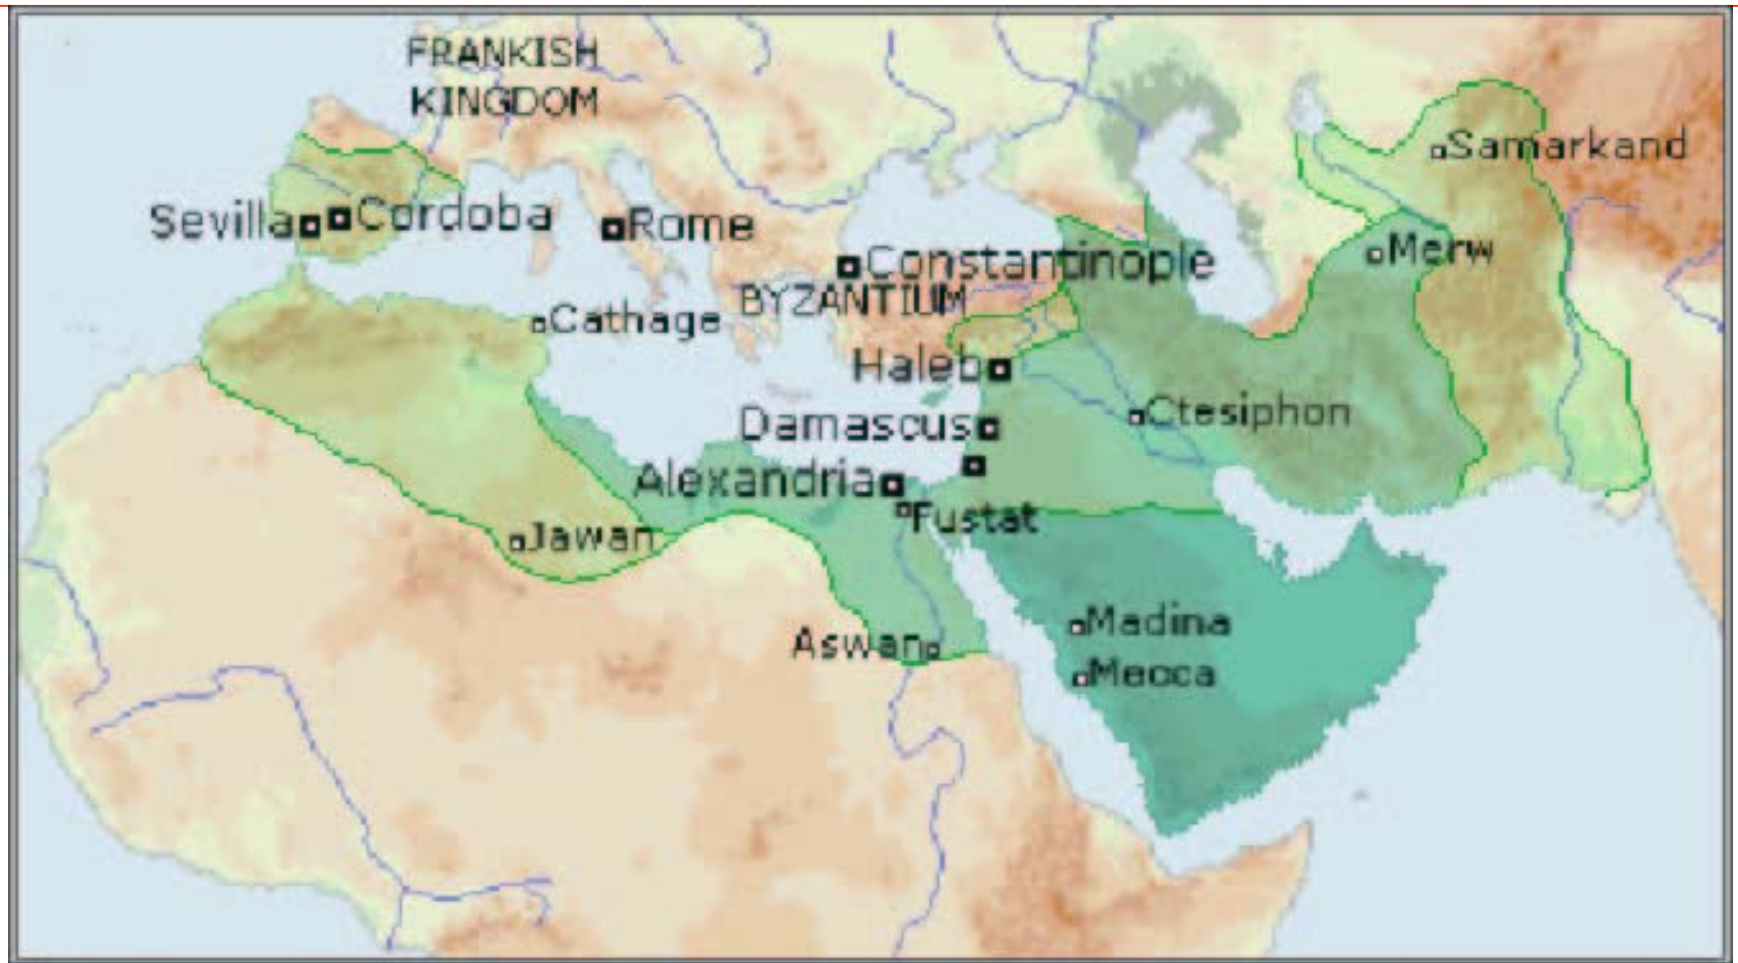 FRANKISH
KINGDOM
Samarkand
Sevilla
Cordoba
Rome
Merw
Constantinople
BYZANTIUM
Cathage
Haleb
Ctesiphon
Damascus
Alexandria
Fustat
Jawan
Madina
Aswan
Mecca